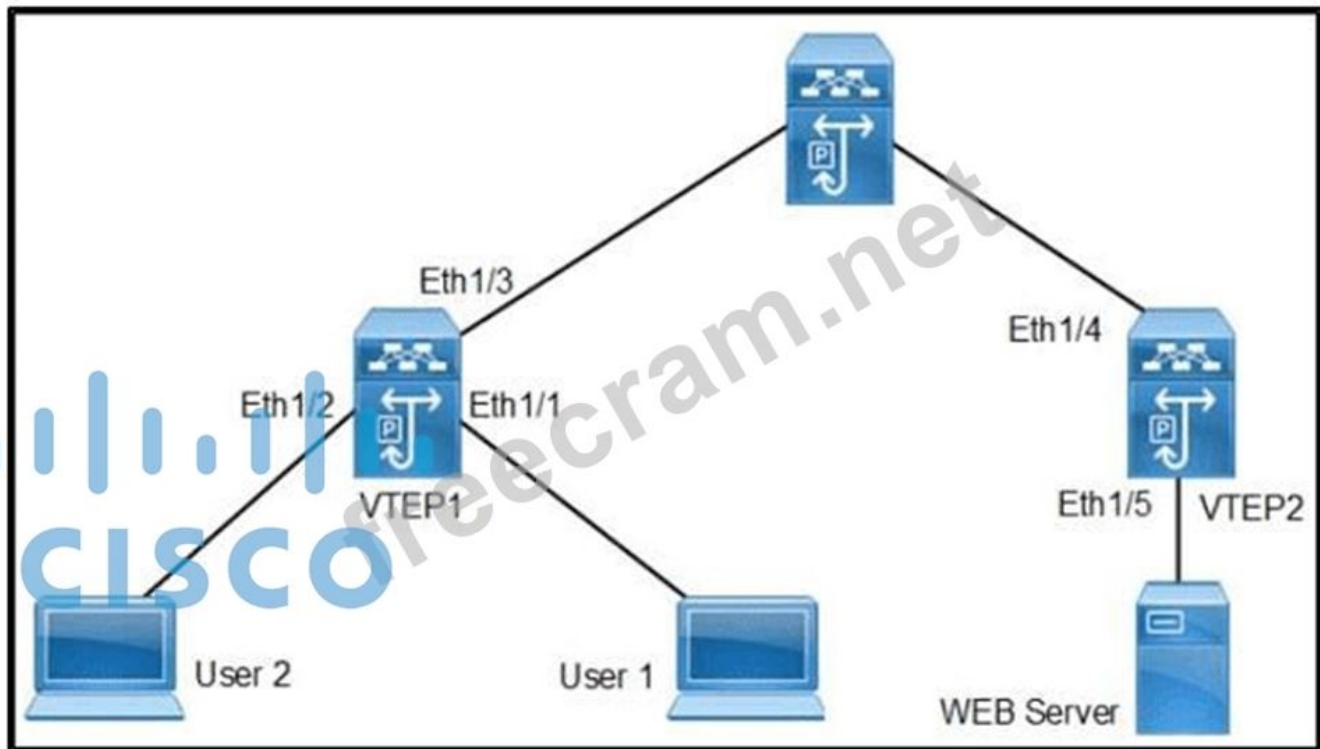 Eth1/3
Eth1/4
Eth1/2
Eth1/1
P
P
P
VTEP1
Eth1/5
VTEP2
CISCO
freecram.net
User 2
User 1
WEB Server